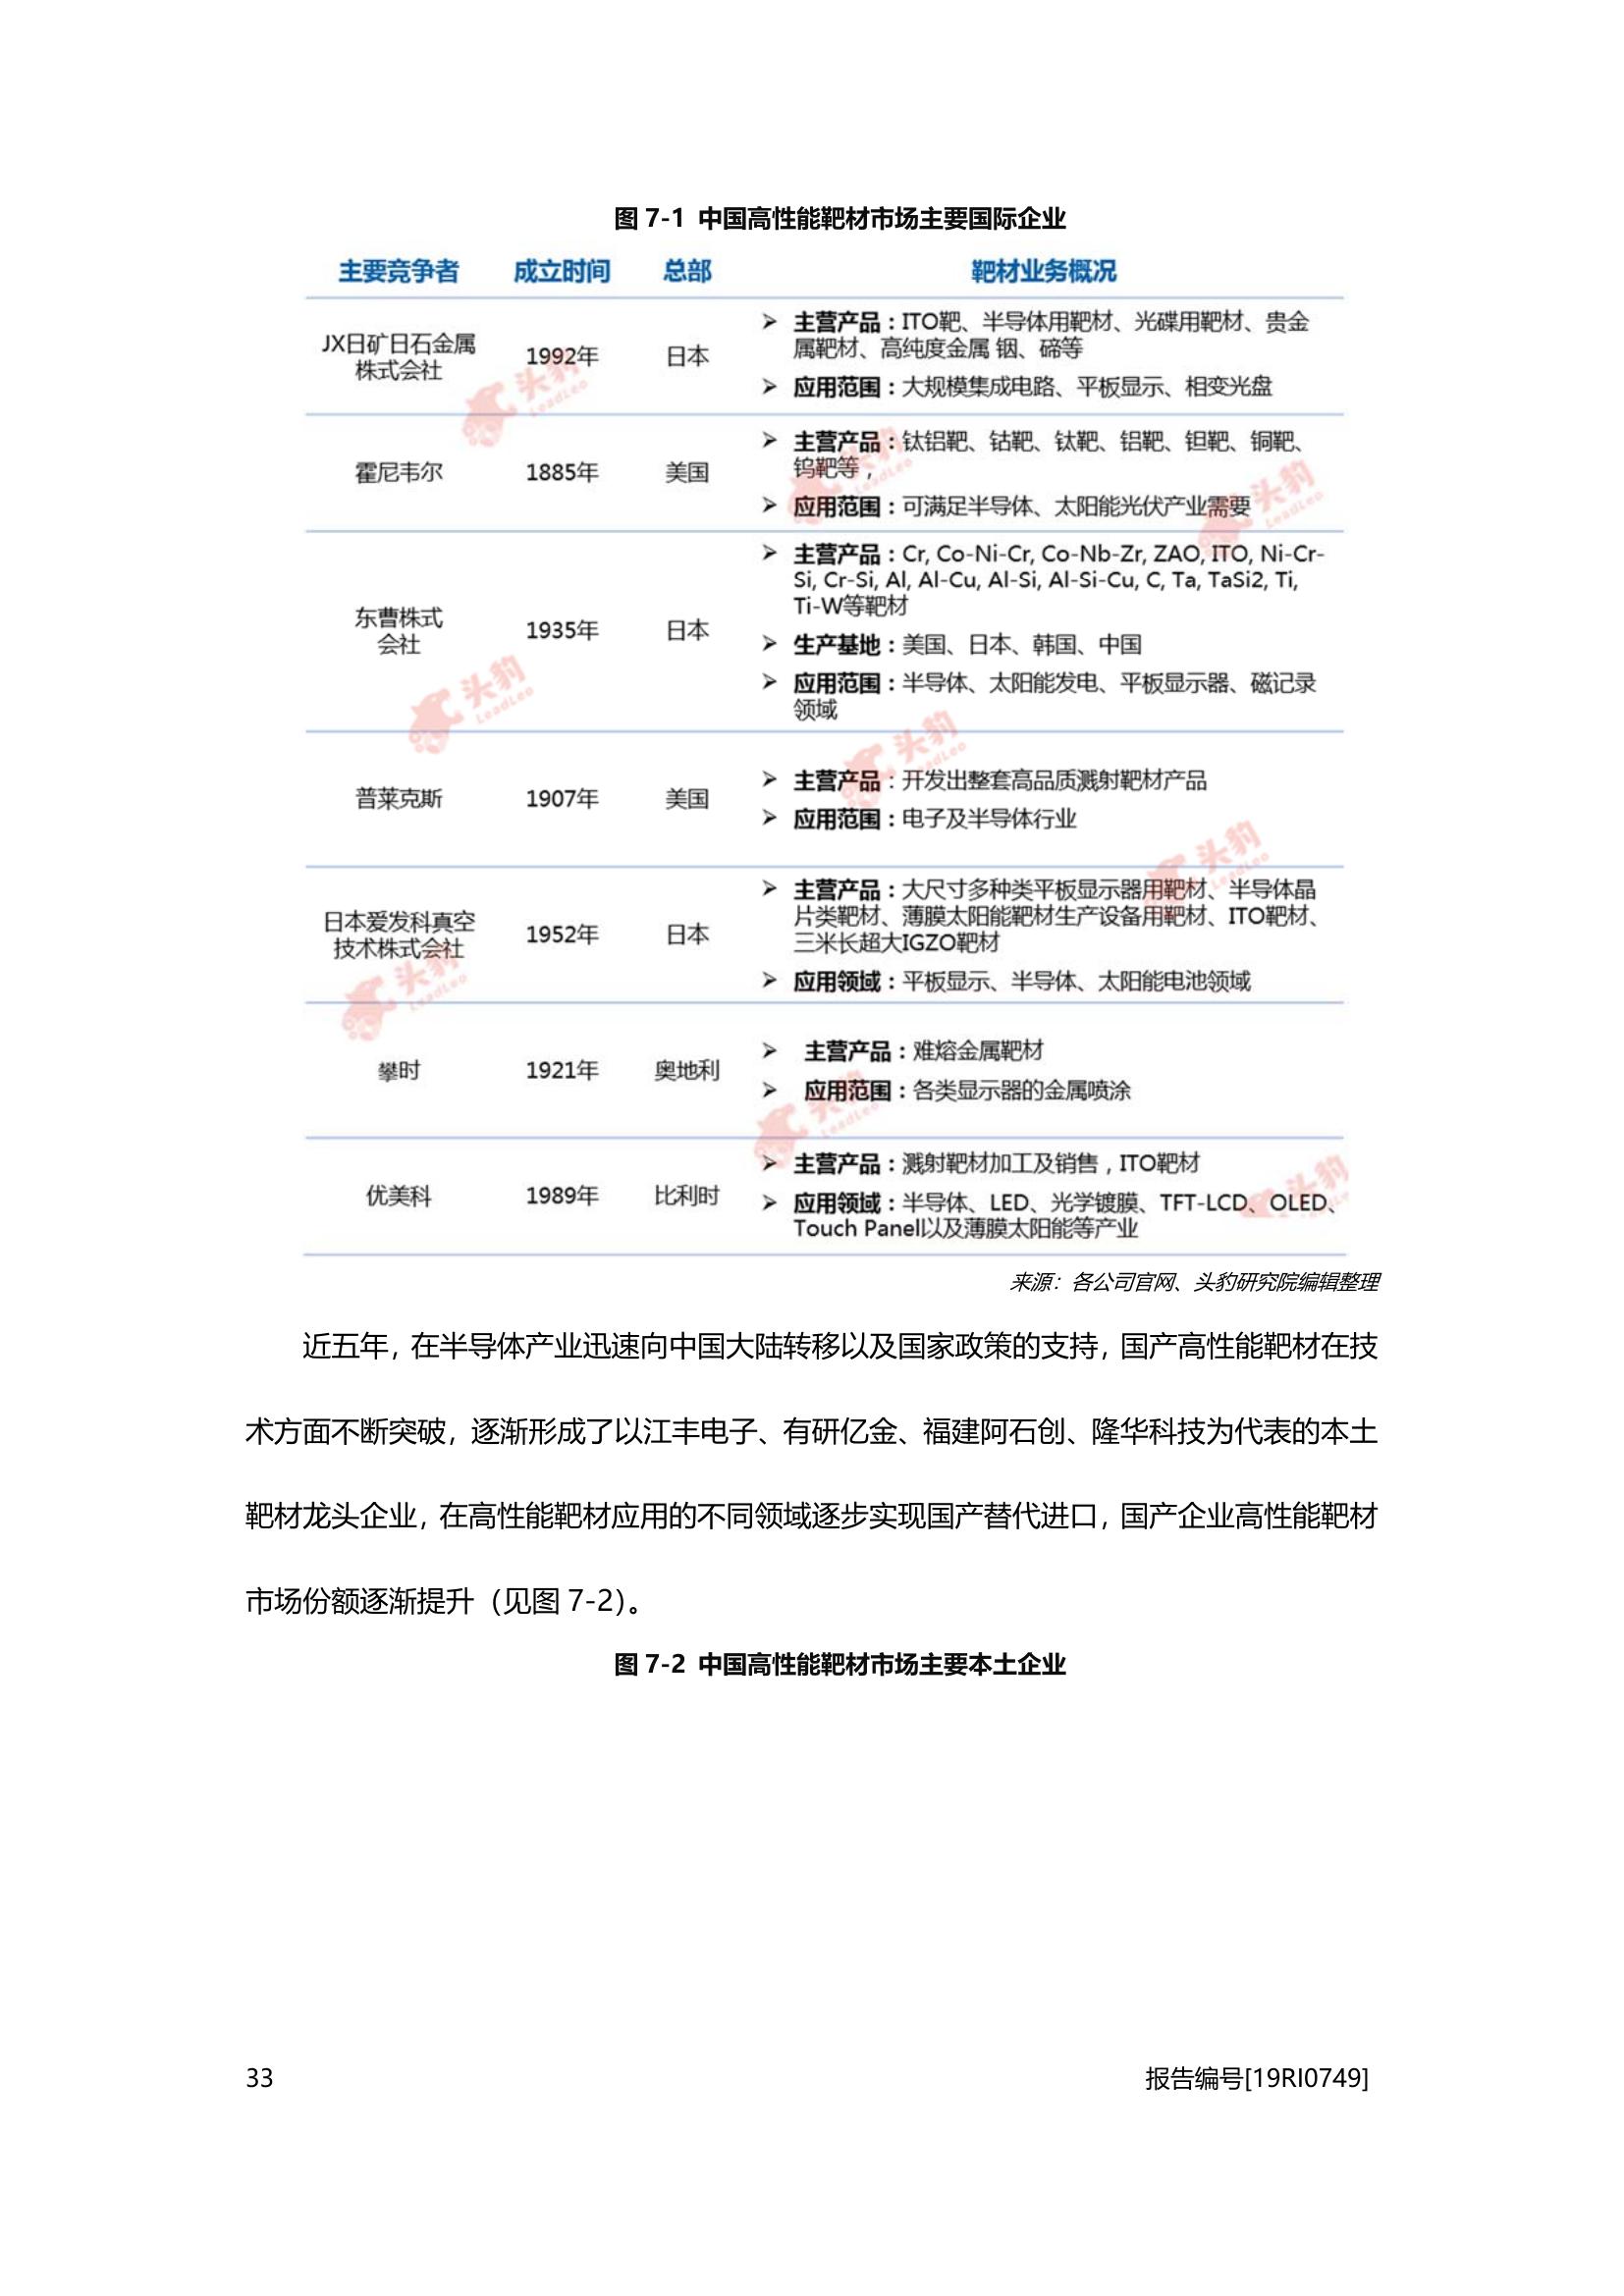 图 7-1 中国高性能靶材市场主要国际企业
主要竞争者 成立时间 总部 靶材业务概况
JX日矿日石金属
株式会社
1992年
日本
➢ 主营产品：ITO靶、半导体用靶材、光碟用靶材、贵金
属靶材、高纯度金属 铟、碲等
➢ 应用范围：大规模集成电路、平板显示、相变光盘
霍尼韦尔
1885年
美国
➢ 主营产品：钛铝靶、钴靶、钛靶、铝靶、钽靶、铜靶、
钨靶等，
➢ 应用范围：可满足半导体、太阳能光伏产业需要
东曹株式
会社
1935年
日本
➢ 主营产品：Cr, Co-Ni-Cr, Co-Nb-Zr, ZAO, ITO, Ni-Cr-
Si, Cr-Si, Al, Al-Cu, Al-Si, Al-Si-Cu, C, Ta, TaSi2, Ti,
Ti-W等靶材
➢ 生产基地：美国、日本、韩国、中国
➢ 应用范围：半导体、太阳能发电、平板显示器、磁记录
领域
普莱克斯
1907年
美国
➢ 主营产品：开发出整套高品质溅射靶材产品
➢ 应用范围：电子及半导体行业
日本爱发科真空
技术株式会社
1952年
日本
➢ 主营产品：大尺寸多种类平板显示器用靶材、半导体晶
片类靶材、薄膜太阳能靶材生产设备用靶材、ITO靶材、
三米长超大IGZO靶材
➢ 应用领域：平板显示、半导体、太阳能电池领域
攀时
1921年
奥地利
➢ 主营产品：难熔金属靶材
➢ 应用范围：各类显示器的金属喷涂
优美科
1989年
比利时
➢ 主营产品：溅射靶材加工及销售，ITO靶材
➢ 应用领域：半导体、LED、光学镀膜、TFT-LCD、OLED、
Touch Panel以及薄膜太阳能等产业
来源：各公司官网、头豹研究院编辑整理
近五年，在半导体产业迅速向中国大陆转移以及国家政策的支持，国产高性能靶材在技
术方面不断突破，逐渐形成了以江丰电子、有研亿金、福建阿石创、隆华科技为代表的本土
靶材龙头企业，在高性能靶材应用的不同领域逐步实现国产替代进口，国产企业高性能靶材
市场份额逐渐提升（见图 7-2）。
图 7-2 中国高性能靶材市场主要本土企业
33
报告编号[19RI0749]
头豹
LeadLeo
头豹
LeadLeo
头豹
LeadLeo
头豹
LeadLeo
头豹
LeadLeo
头豹
LeadLeo
头豹
LeadLeo
头豹
LeadLeo
头豹